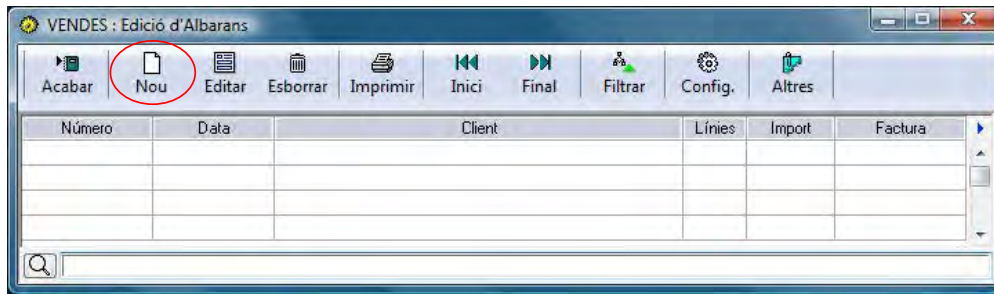 VENDES : Edició d'Albarans
Acabar Nou Editar Esborrar Imprimir Inici Final Filtrar Config. Altres
Número Data Client Línies Import Factura